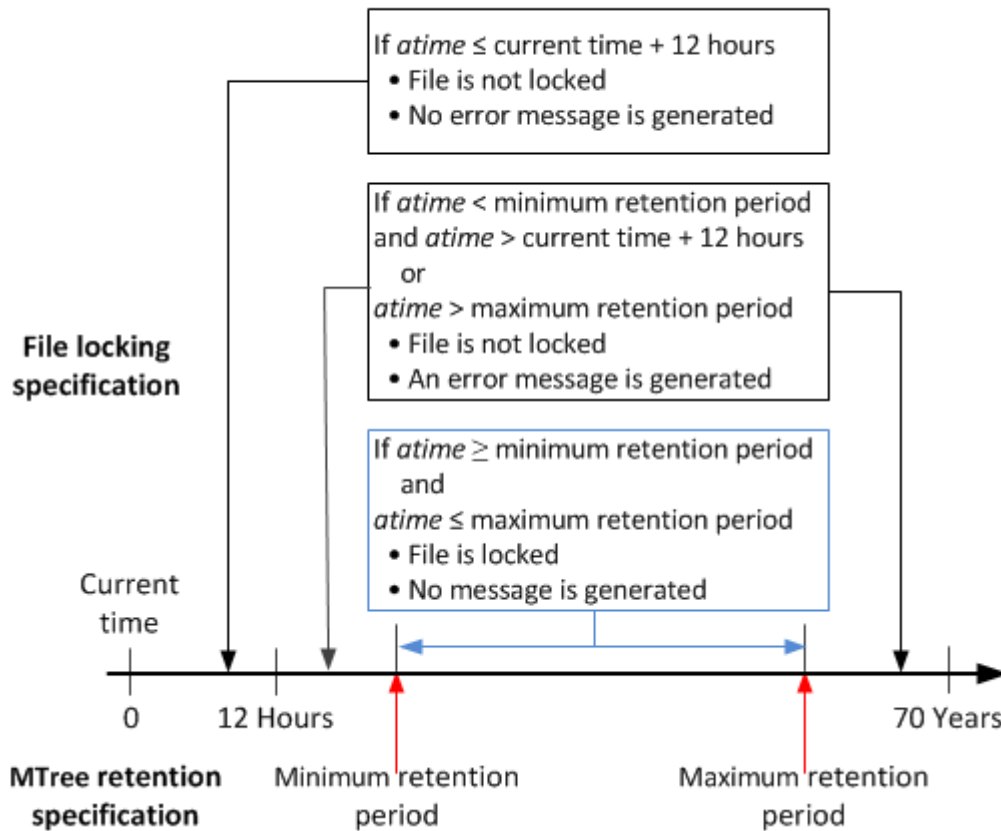 If atime ≤ current time + 12 hours
• File is not locked
• No error message is generated
If atime < minimum retention period
and atime > current time + 12 hours
or
atime > maximum retention period
• File is not locked
• An error message is generated
File locking
specification
If atime ≥ minimum retention period
and
atime ≤ maximum retention period
• File is locked
• No message is generated
Current
time
0
12 Hours
70 Years
MTree retention
specification
Minimum retention
period
Maximum retention
period